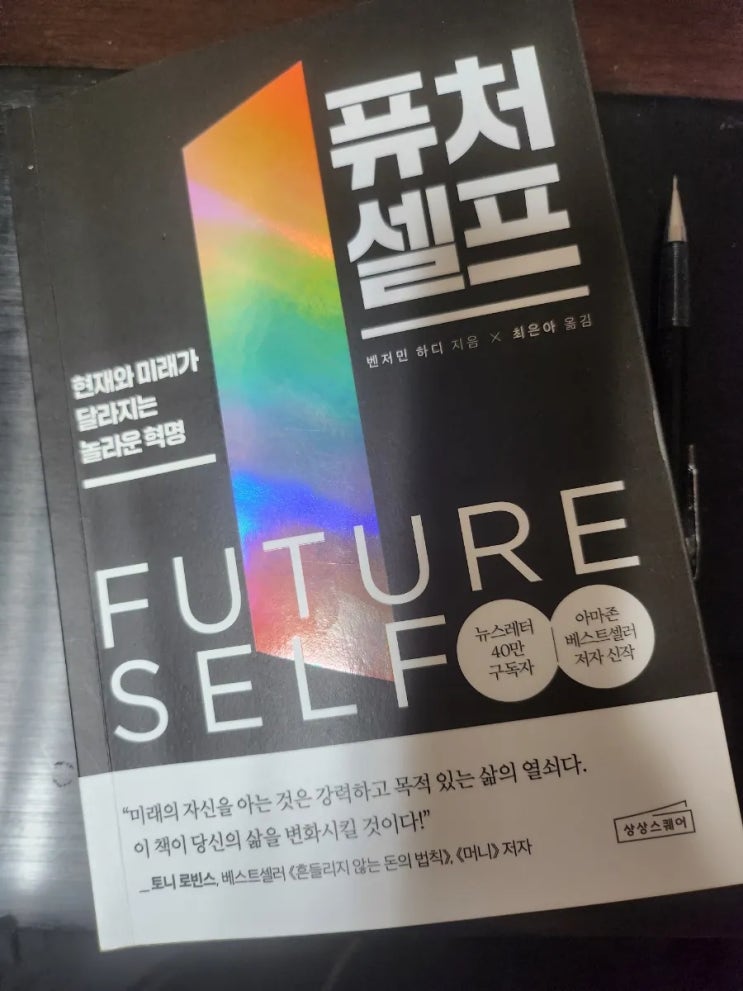 퓨처
셀프
벤저민 하디 지음 × 최은아 옮김
현재와 미래가
달라지는
놀라운 혁명
FUTURE
SELF
뉴스레터
40만
구독자
아마존
베스트셀러
저자 신작
“미래의 자신을 아는 것은 강력하고 목적 있는 삶의 열쇠다.
이 책이 당신의 삶을 변화시킬 것이다!”
_토니 로빈스, 베스트셀러 《흔들리지 않는 돈의 법칙》, 《머니》 저자
상상스퀘어